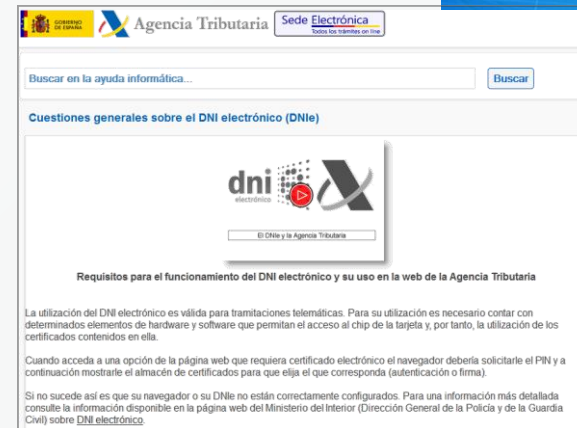 GOBIERNO
DE ESPAÑA
Agencia Tributaria
Sede Electrónica
Todos los trámites on line
Buscar en la ayuda informática...
Buscar
Cuestiones generales sobre el DNI electrónico (DNIe)
dni
electrónico
El DNIe y la Agencia Tributaria
Requisitos para el funcionamiento del DNI electrónico y su uso en la web de la Agencia Tributaria
La utilización del DNI electrónico es válida para tramitaciones telemáticas. Para su utilización es necesario contar con
determinados elementos de hardware y software que permitan el acceso al chip de la tarjeta y, por tanto, la utilización de los
certificados contenidos en ella.
Cuando acceda a una opción de la página web que requiera certificado electrónico el navegador debería solicitarle el PIN y a
continuación mostrarle el almacén de certificados para que elija el que corresponda (autenticación o firma).
Si no sucede así es que su navegador o su DNIe no están correctamente configurados. Para una información más detallada
consulte la información disponible en la página web del Ministerio del Interior (Dirección General de la Policía y de la Guardia
Civil) sobre DNI electrónico.